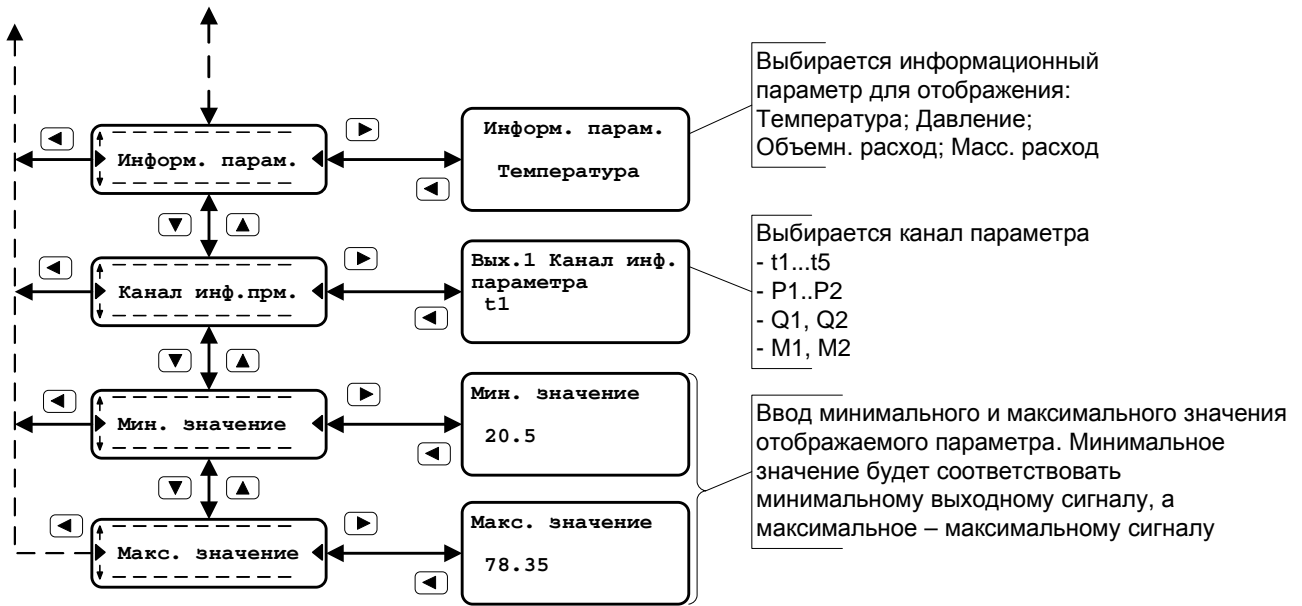 Информ. парам.
Информ. парам.
Температура
Выбирается информационный
параметр для отображения:
Температура; Давление;
Объемн. расход; Масс. расход
Канал инф.прм.
Вых.1 Канал инф.
параметра
t1
Выбирается канал параметра
- t1...t5
- P1..P2
- Q1, Q2
- M1, M2
Мин. значение
Мин. значение
20.5
Ввод минимального и максимального значения
отображаемого параметра. Минимальное
значение будет соответствовать
минимальному выходному сигналу, а
максимальное – максимальному сигналу
Макс. значение
Макс. значение
78.35